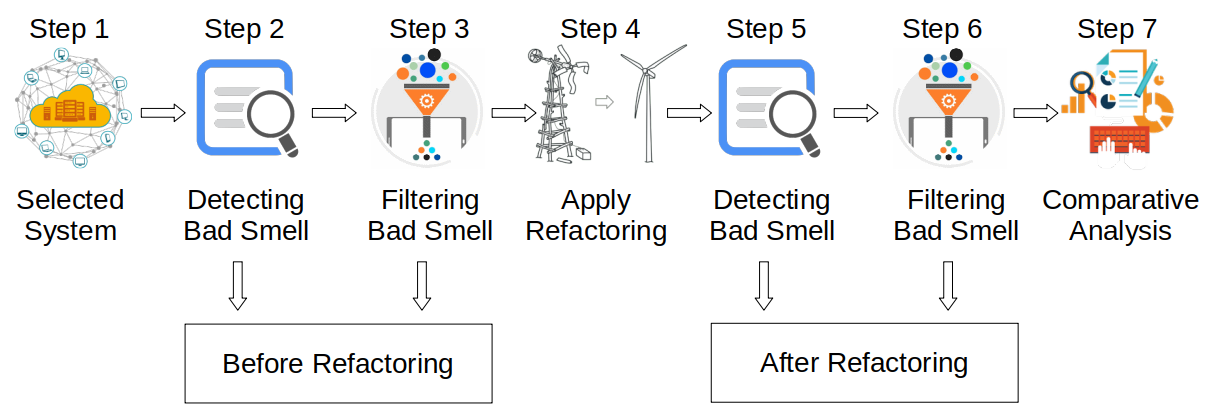 Step 1
Step 2
Step 3
Step 4
Step 5
Step 6
Step 7
Selected
System
Detecting
Bad Smell
Filtering
Bad Smell
Apply
Refactoring
Detecting
Bad Smell
Filtering
Bad Smell
Comparative
Analysis
Before Refactoring
After Refactoring